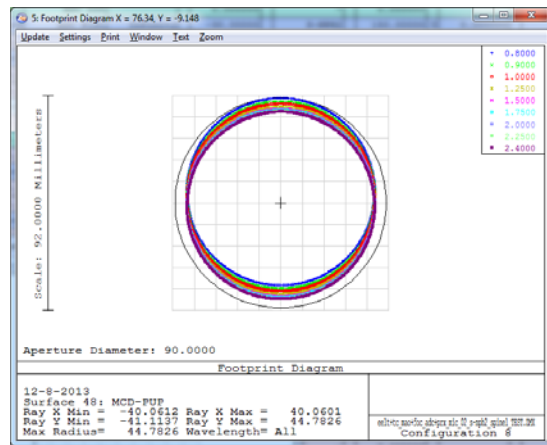 5: Footprint Diagram X = 76.34, Y = -9.148
Update Settings Print Window Text Zoom
0.8000
0.9000
1.0000
1.2500
1.5000
1.7500
2.0000
2.2500
2.4000
Scale: 92.0000 Millimeters
Aperture Diameter: 90.0000
Footprint Diagram
12-8-2013
Surface 48: MCD-PUP
Ray X Min = -40.0612 Ray X Max = 40.0601
Ray Y Min = -41.1137 Ray Y Max = 44.7826
Max Radius= 44.7826 Wavelength= All
Configuration 6